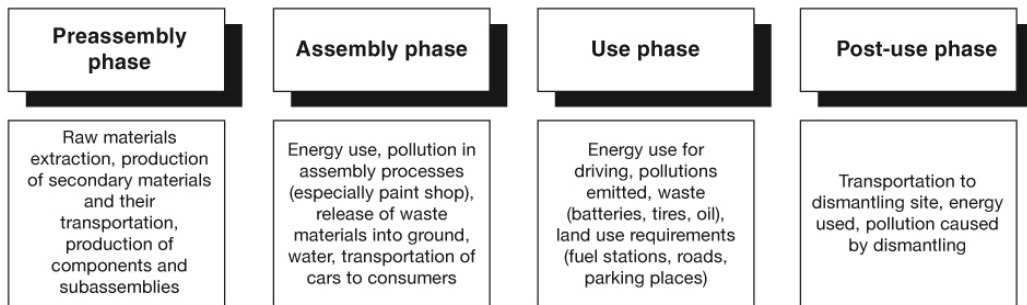 Preassembly
phase
Assembly phase
Use phase
Post-use phase
Raw materials
extraction, production
of secondary materials
and their
transportation,
production of
components and
subassemblies
Energy use, pollution in
assembly processes
(especially paint shop),
release of waste
materials into ground,
water, transportation of
cars to consumers
Energy use for
driving, pollutions
emitted, waste
(batteries, tires, oil),
land use requirements
(fuel stations, roads,
parking places)
Transportation to
dismantling site, energy
used, pollution caused
by dismantling